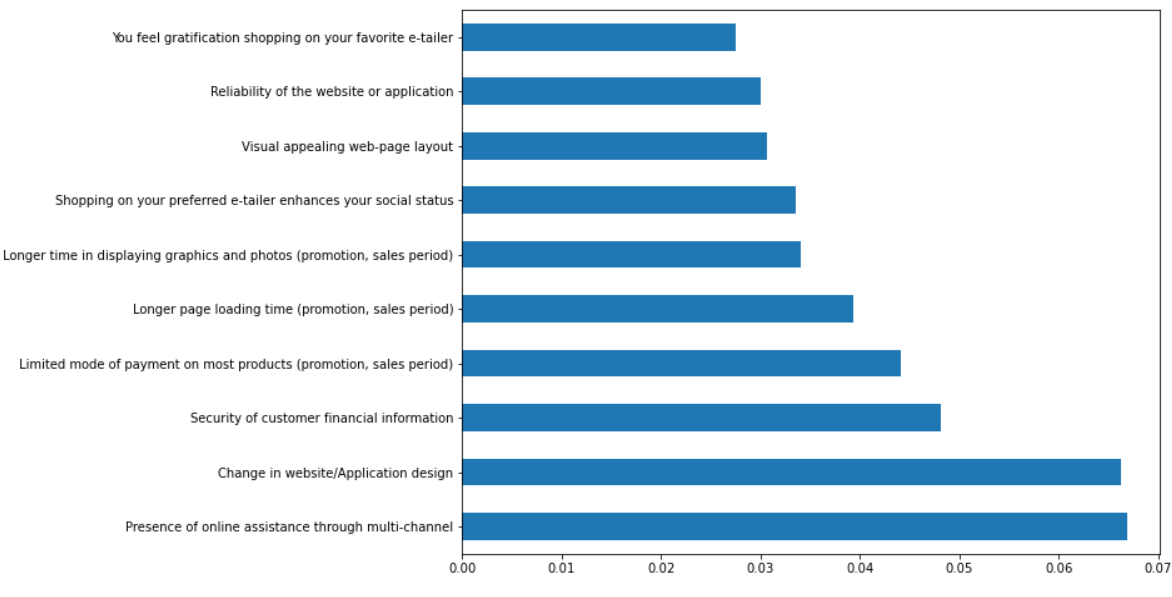 You feel gratification shopping on your favorite e-tailer
Reliability of the website or application
Visual appealing web-page layout
Shopping on your preferred e-tailer enhances your social status
Longer time in displaying graphics and photos (promotion, sales period)
Longer page loading time (promotion, sales period)
Limited mode of payment on most products (promotion, sales period)
Security of customer financial information
Change in website/Application design
Presence of online assistance through multi-channel
0.00 0.01 0.02 0.03 0.04 0.05 0.06 0.07